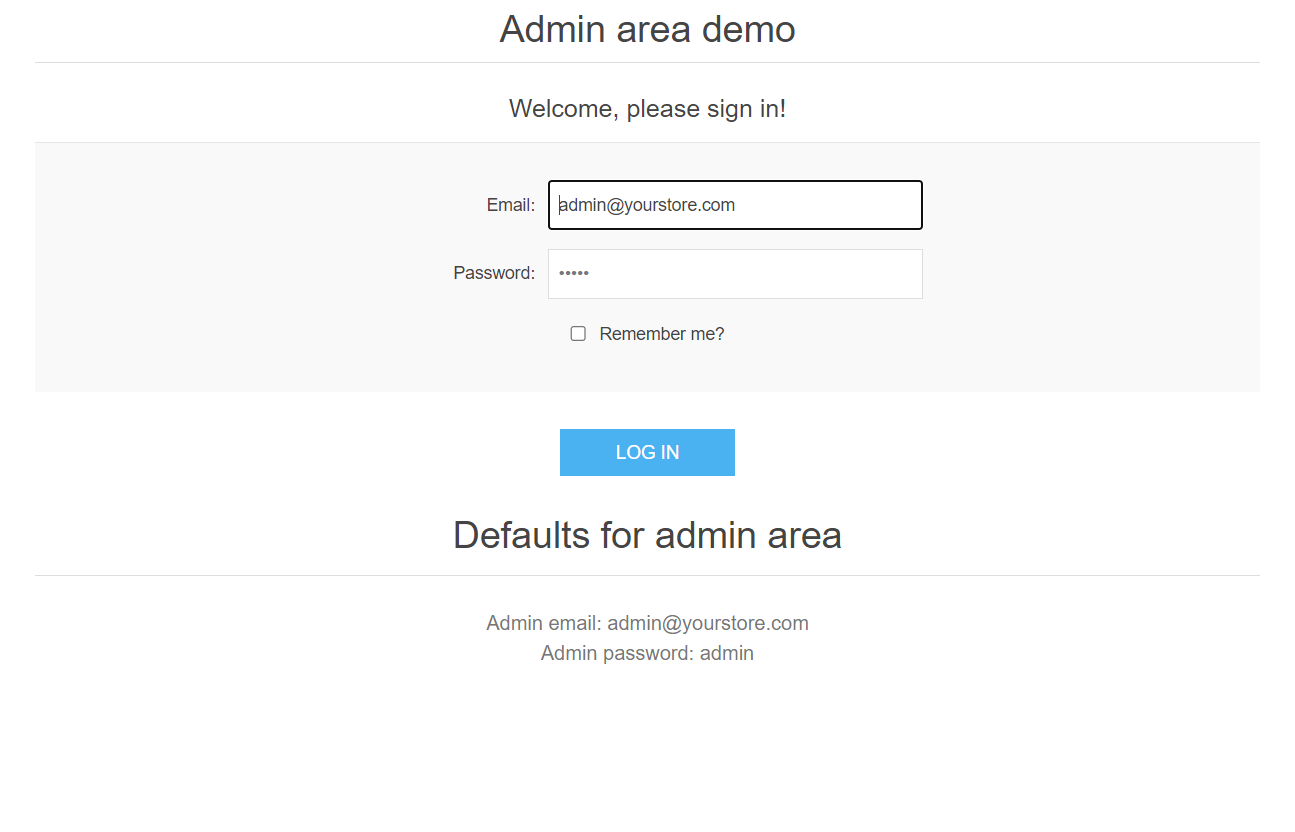 Admin area demo
Welcome, please sign in!
Email: admin@yourstore.com
Password: •••••
Remember me?
LOG IN
Defaults for admin area
Admin email: admin@yourstore.com
Admin password: admin